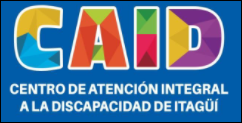 CAID
CENTRO DE ATENCIÓN INTEGRAL
A LA DISCAPACIDAD DE ITAGÜÍ